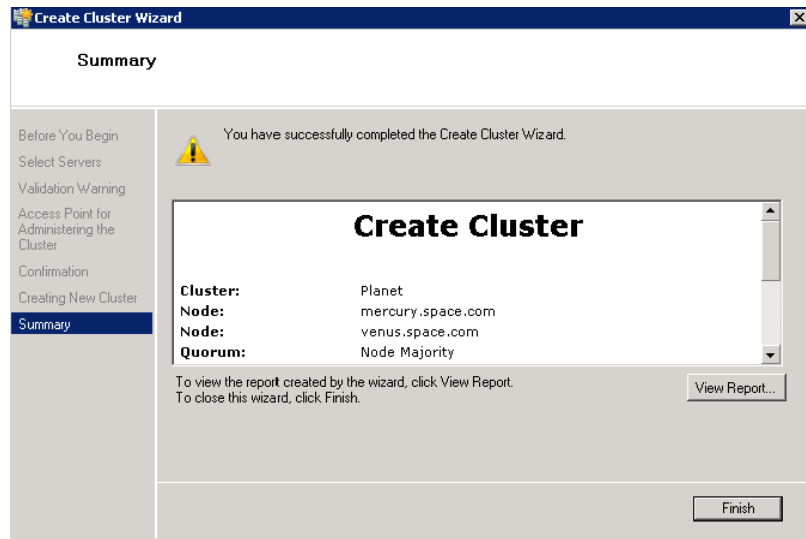 Create Cluster Wizard
Summary
Before You Begin
Select Servers
Validation Warning
Access Point for
Administering the
Cluster
Confirmation
Creating New Cluster
Summary
You have successfully completed the Create Cluster Wizard.
Create Cluster
Cluster: Planet
Node: mercury.space.com
Node: venus.space.com
Quorum: Node Majority
To view the report created by the wizard, click View Report.
To close this wizard, click Finish.
View Report...
Finish